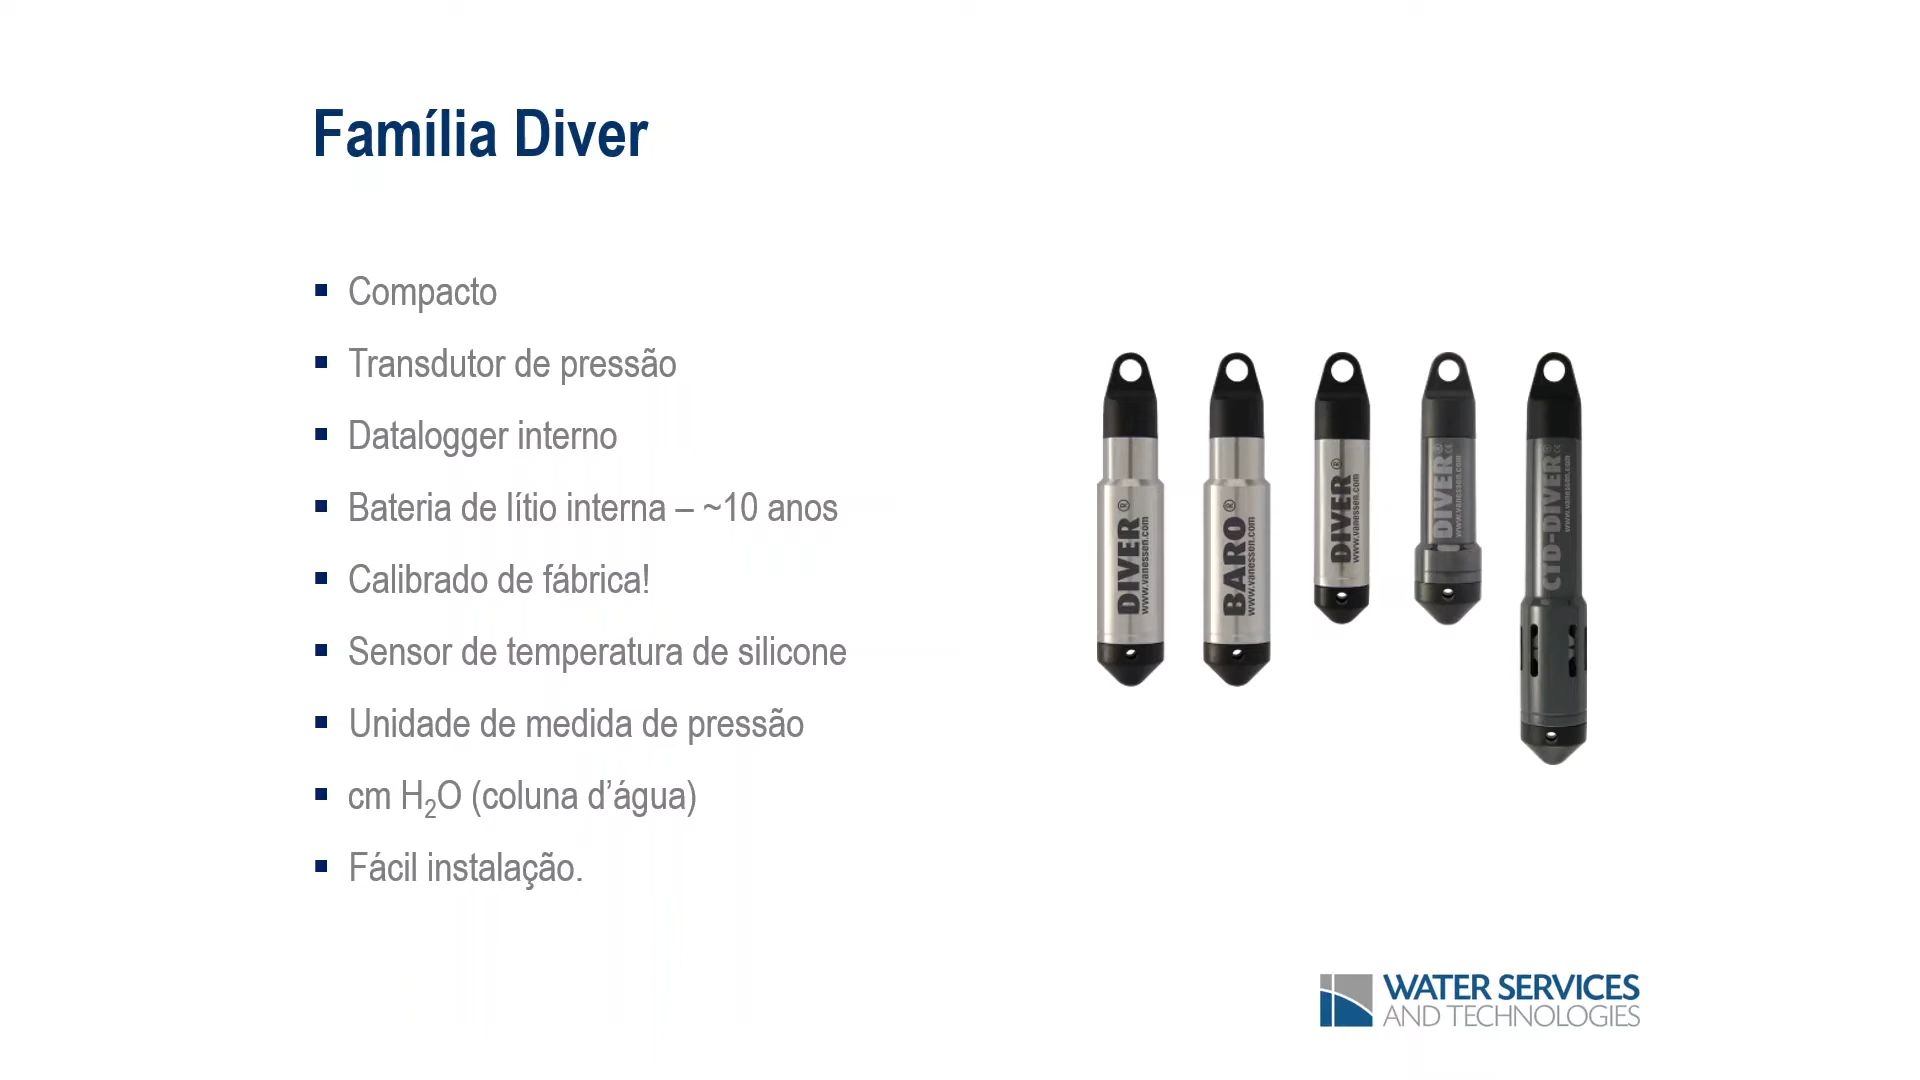 Família Diver
Compacto
Transdutor de pressão
Datalogger interno
Bateria de lítio interna – ~10 anos
Calibrado de fábrica!
Sensor de temperatura de silicone
Unidade de medida de pressão
cm H₂O (coluna d’água)
Fácil instalação.
DIVER®
www.vanessen.com
BARO®
www.vanessen.com
DIVER®
www.vanessen.com
DIVER®
www.vanessen.com
CTD-DIVER®
www.vanessen.com
WATER SERVICES
AND TECHNOLOGIES